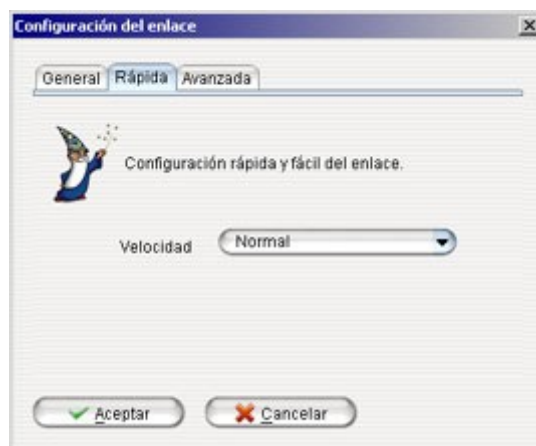 Configuración del enlace
General Rápida Avanzada
Configuración rápida y fácil del enlace.
Velocidad Normal
Aceptar Cancelar